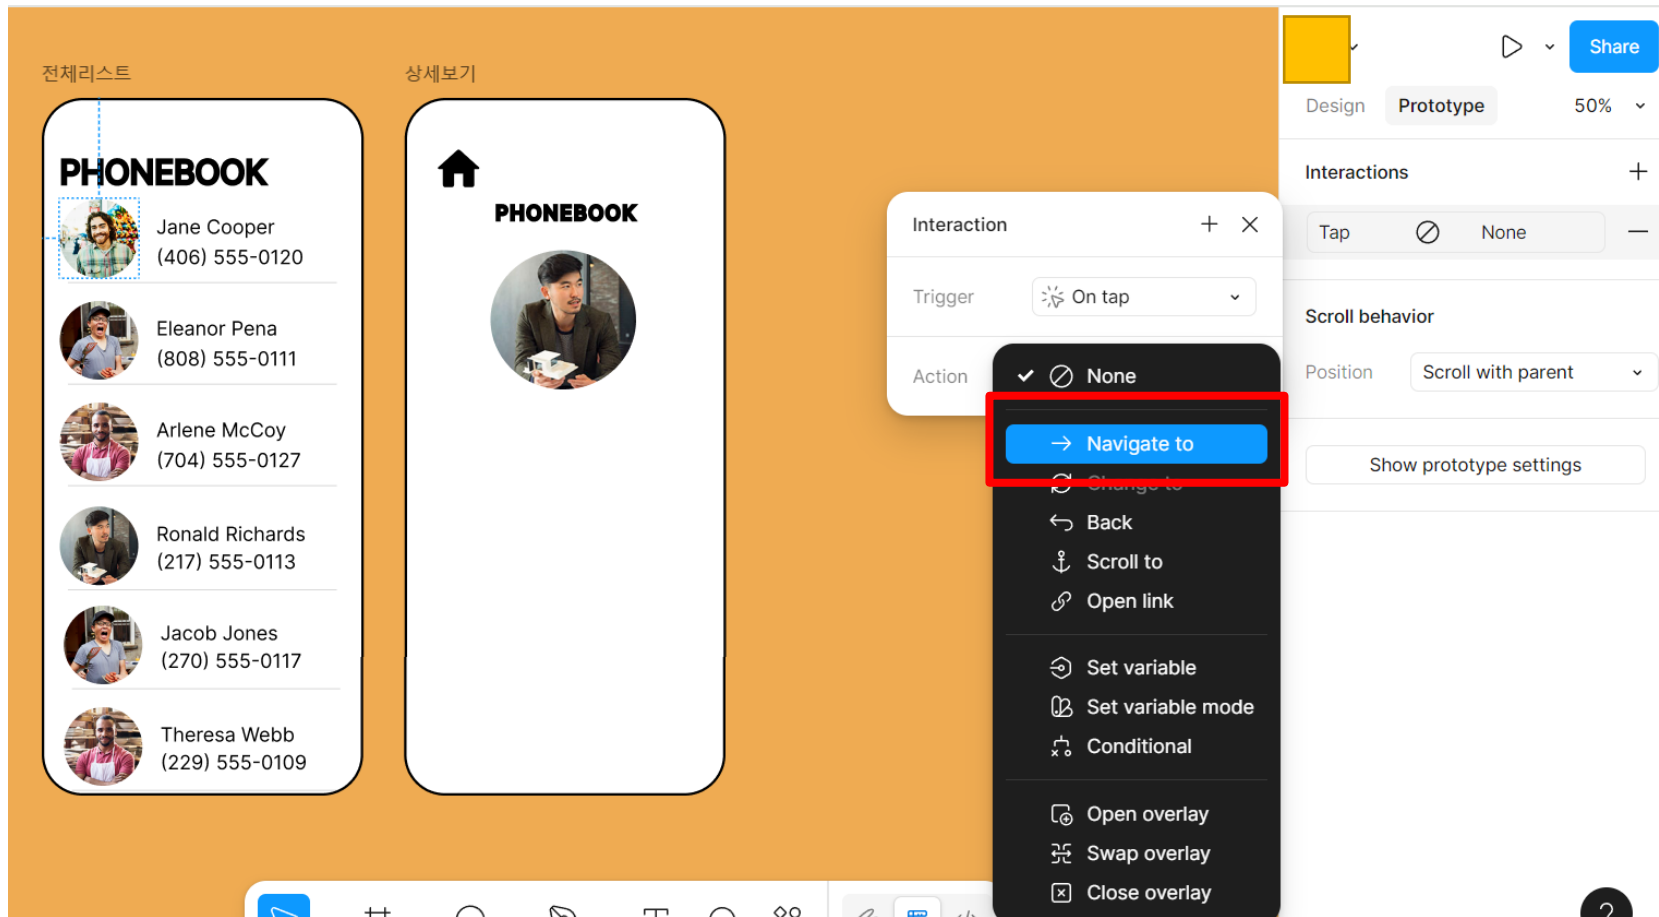 전체리스트
상세보기
PHONEBOOK
Jane Cooper
(406) 555-0120
Eleanor Pena
(808) 555-0111
Arlene McCoy
(704) 555-0127
Ronald Richards
(217) 555-0113
Jacob Jones
(270) 555-0117
Theresa Webb
(229) 555-0109
PHONEBOOK
Interaction
Trigger
On tap
Action
None
Navigate to
Change to
Back
Scroll to
Open link
Set variable
Set variable mode
Conditional
Open overlay
Swap overlay
Close overlay
Share
Design
Prototype
50%
Interactions
Tap
None
Scroll behavior
Position
Scroll with parent
Show prototype settings
?